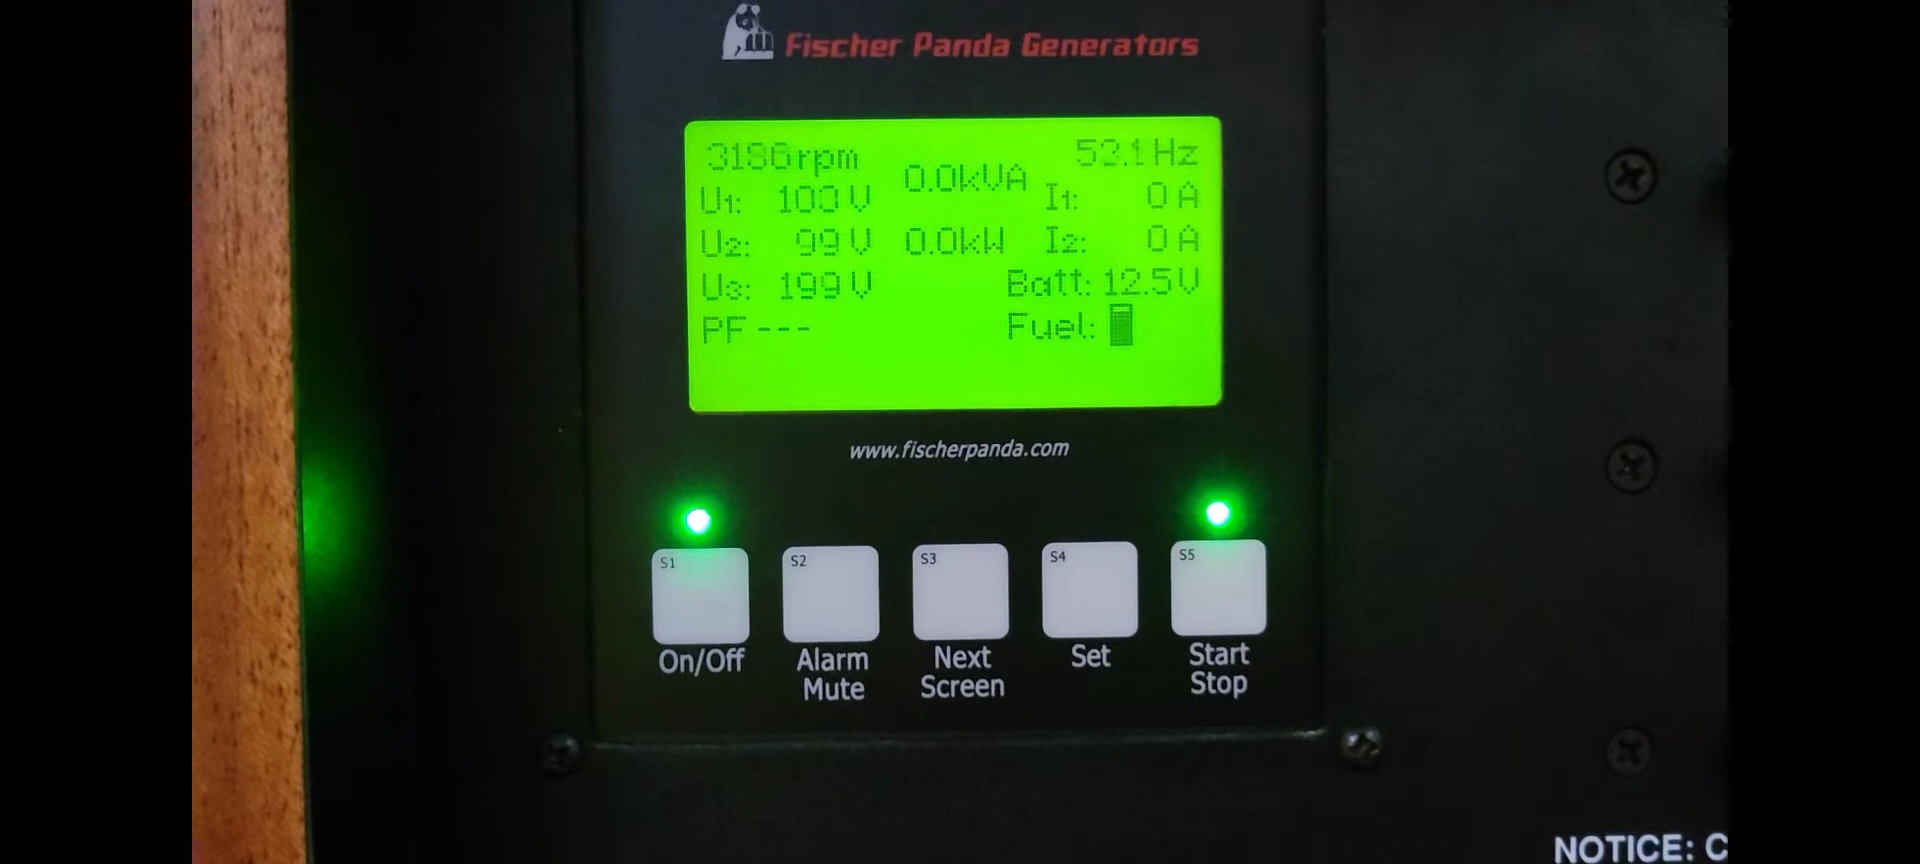 Fischer Panda Generators
3186rpm 0.0kVA 53.1Hz
U1: 100V I1: 0A
U2: 99V 0.0kW I2: 0A
U3: 199V Batt: 12.5V
PF --- Fuel:
www.fischerpanda.com
S1 S2 S3 S4 S5
On/Off Alarm Mute Next Screen Set Start Stop
NOTICE: C